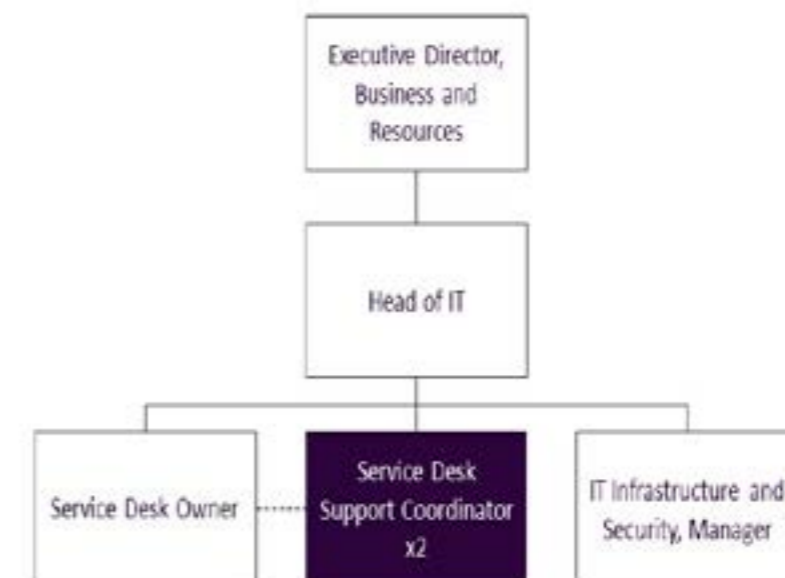 Executive Director,
Business and
Resources
Head of IT
Service Desk Owner
Service Desk
Support Coordinator
x2
IT Infrastructure and
Security, Manager